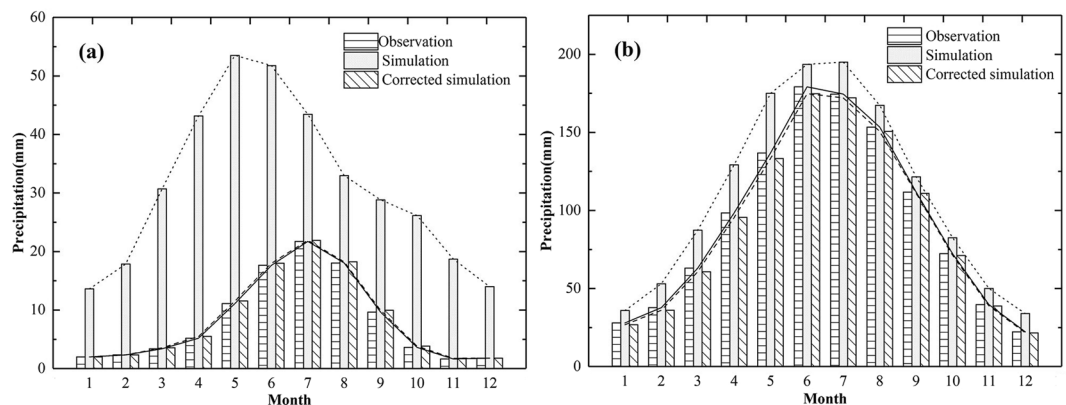 (a)
Observation
Simulation
Corrected simulation
Precipitation(mm)
60
50
40
30
20
10
0
1 2 3 4 5 6 7 8 9 10 11 12
Month
(b)
Observation
Simulation
Corrected simulation
Precipitation(mm)
200
150
100
50
0
1 2 3 4 5 6 7 8 9 10 11 12
Month